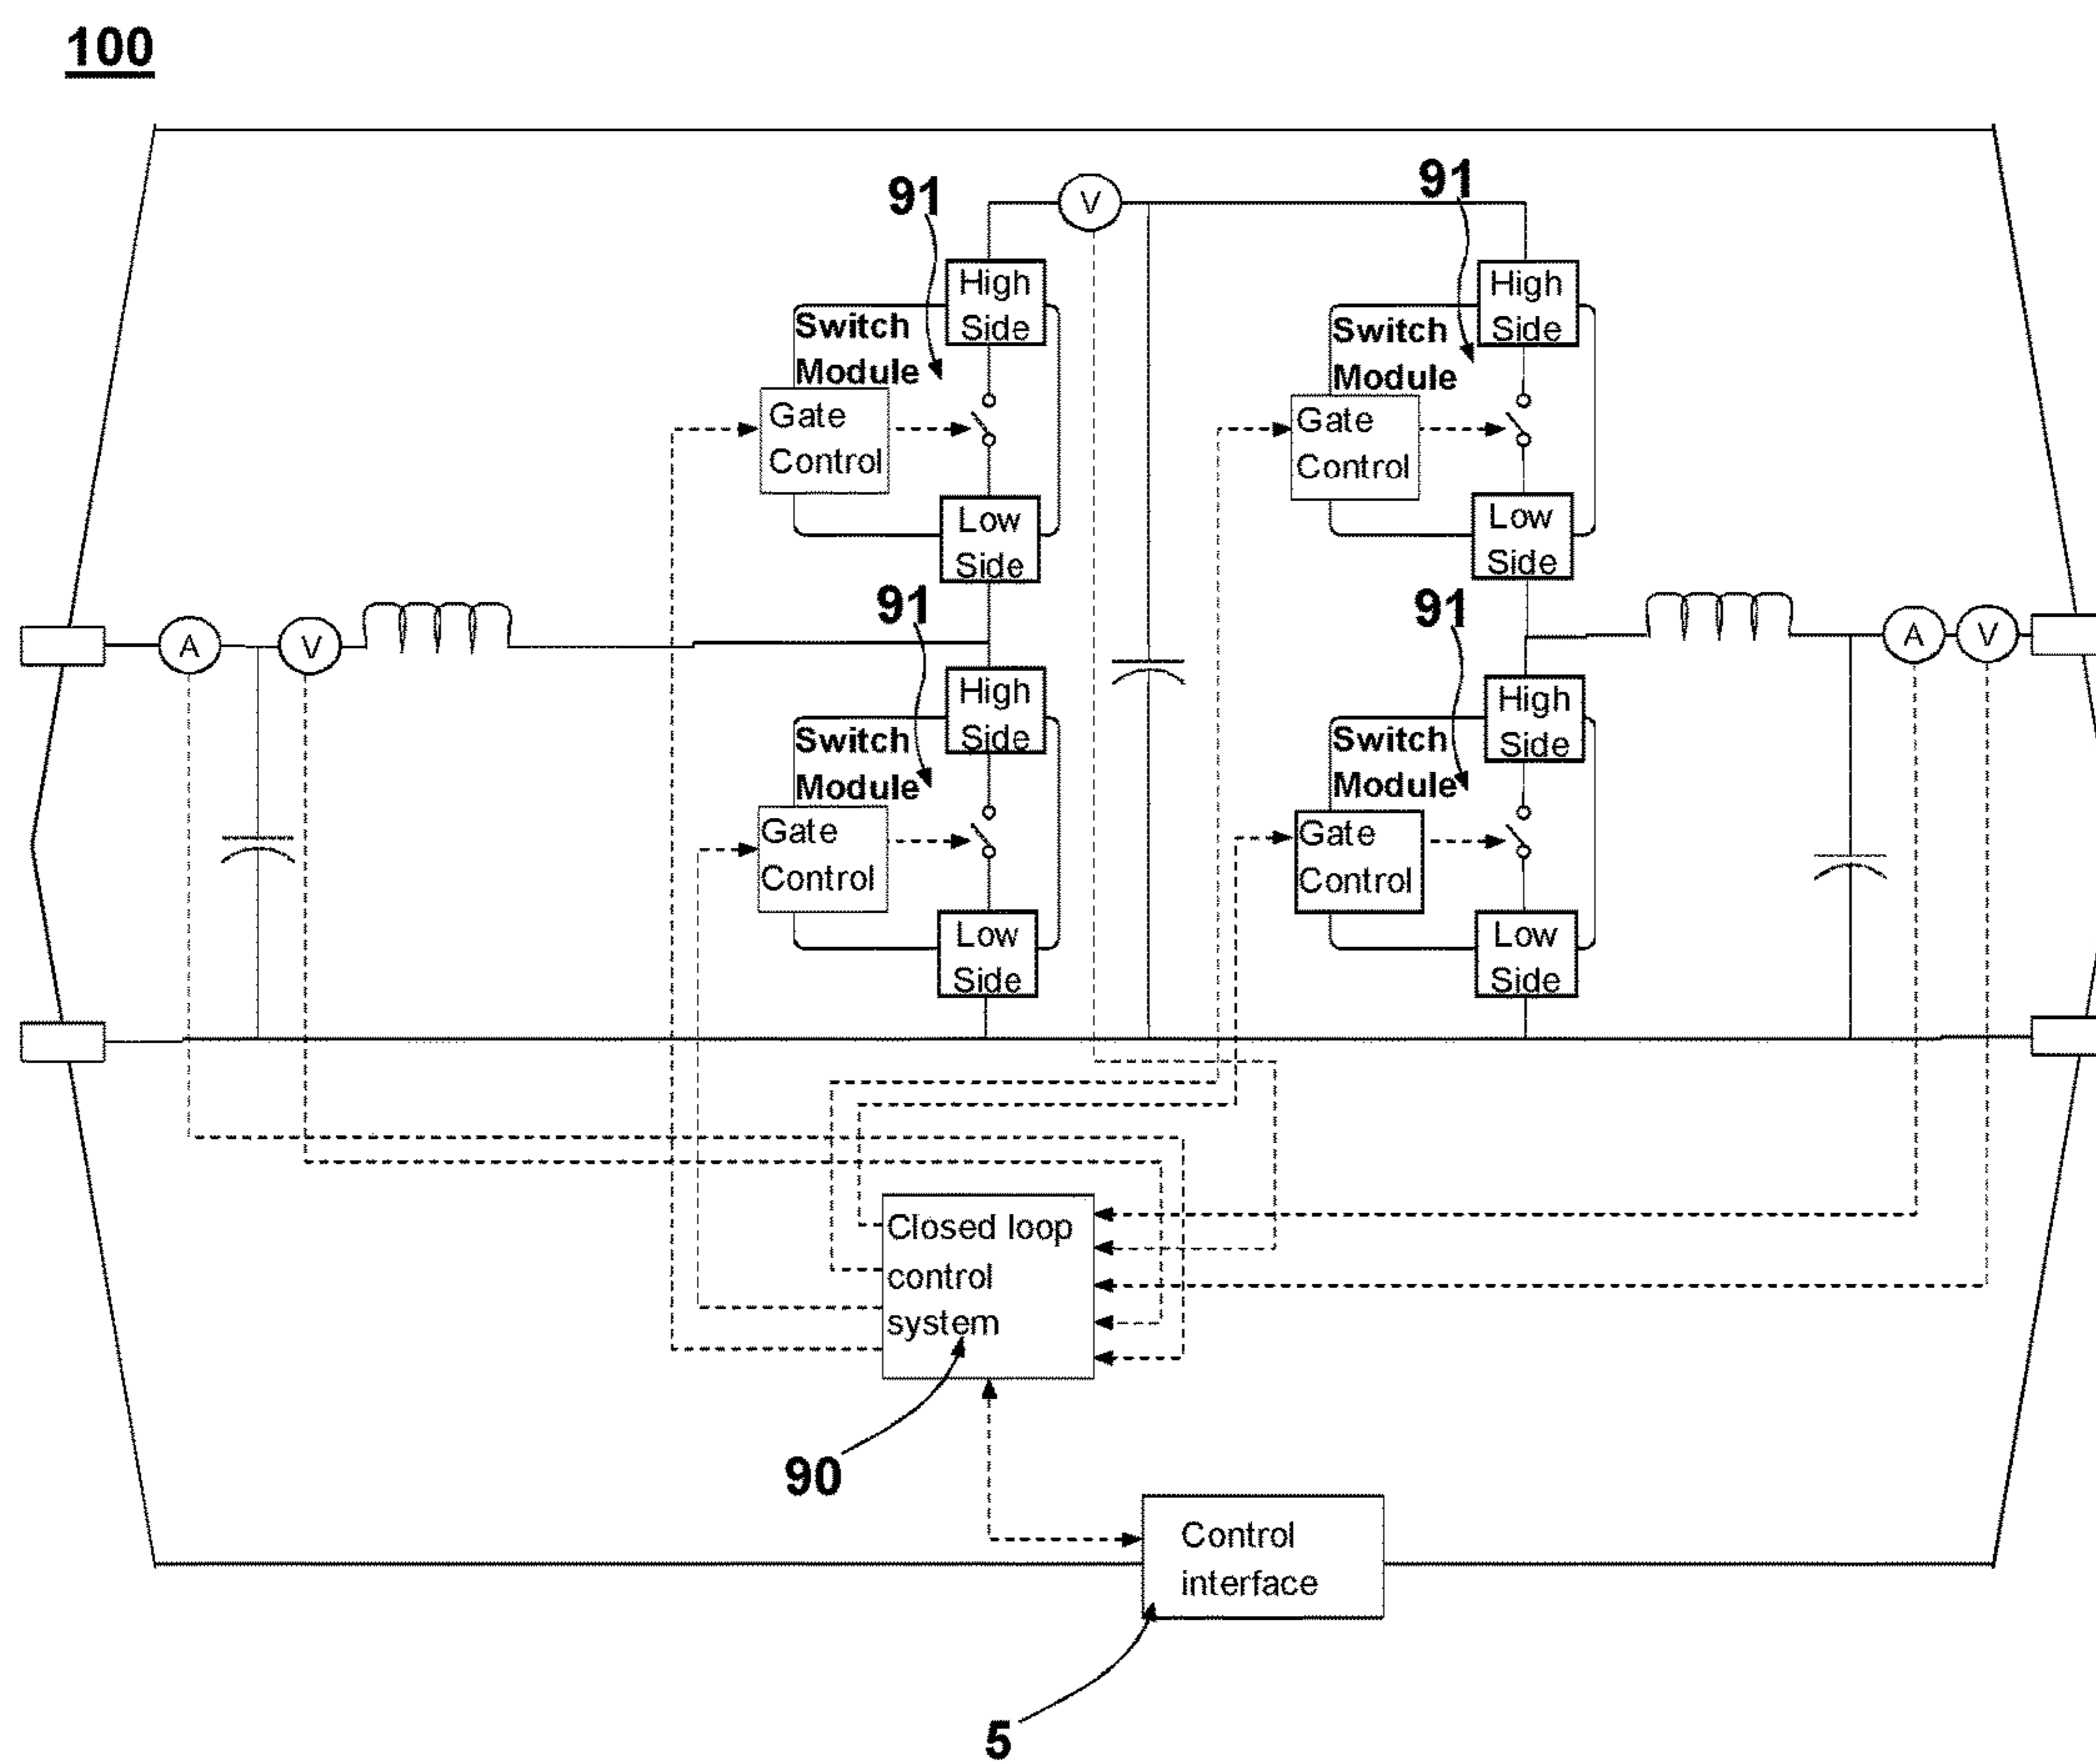 100
91
91
V
High
Side
High
Side
Switch
Module
Switch
Module
Gate
Control
Gate
Control
Low
Side
Low
Side
91
91
A
V
A
V
High
Side
High
Side
Switch
Module
Switch
Module
Gate
Control
Gate
Control
Low
Side
Low
Side
Closed loop
control
system
90
Control
interface
5